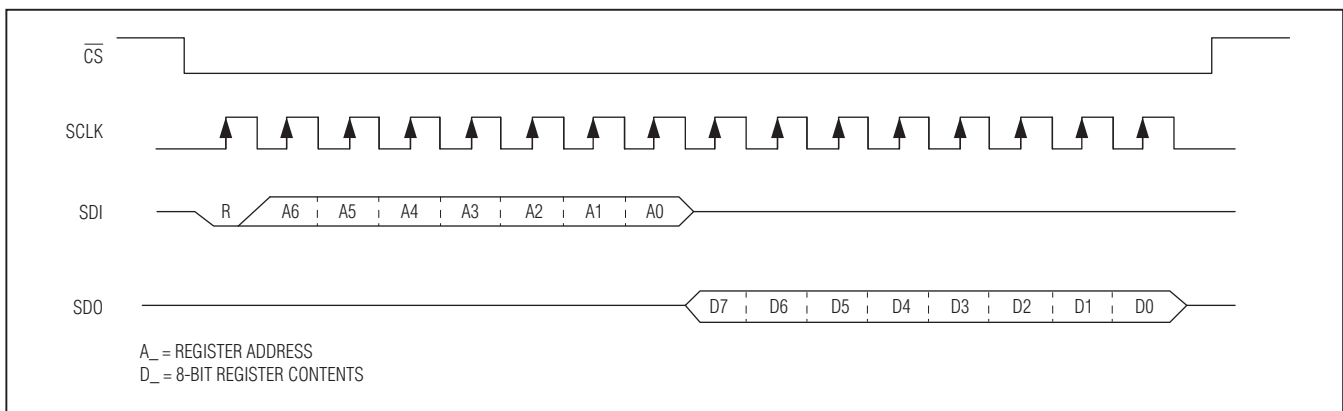 CS
SCLK
SDI
R A6 A5 A4 A3 A2 A1 A0
SDO
D7 D6 D5 D4 D3 D2 D1 D0
A_ = REGISTER ADDRESS
D_ = 8-BIT REGISTER CONTENTS